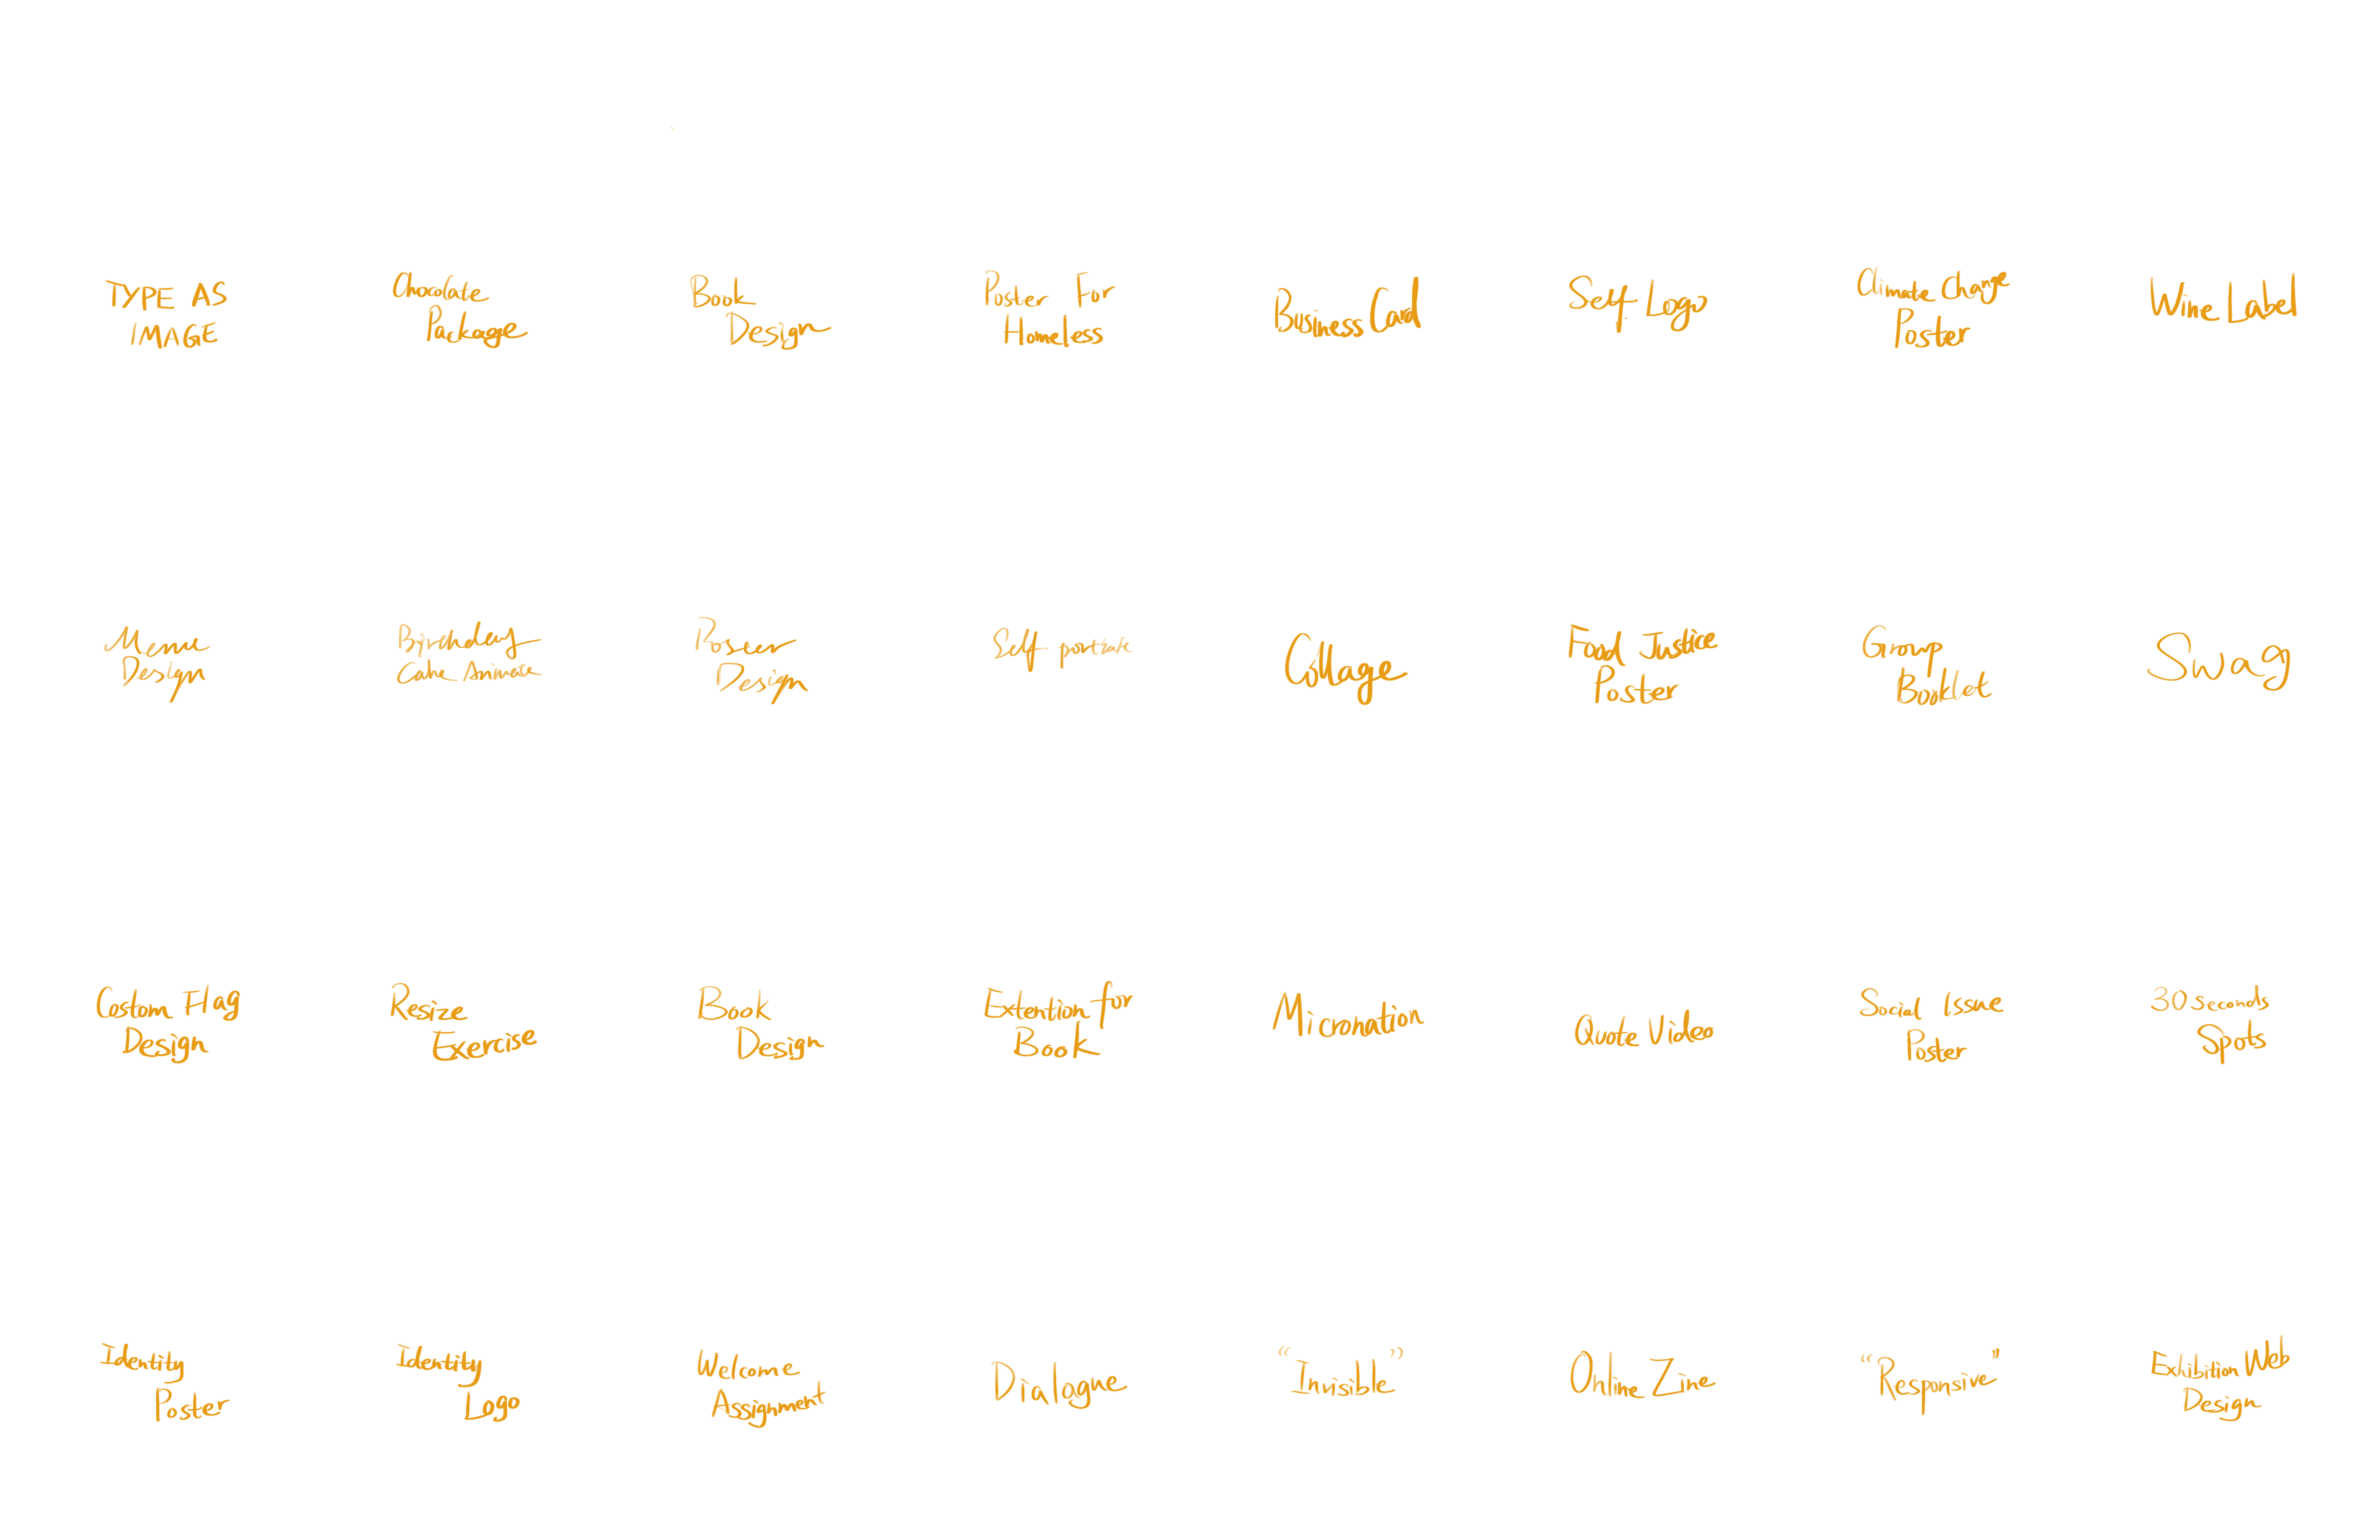 TYPE AS
IMAGE
Chocolate
Package
Book
Design
Poster For
Homeless
Business Card
Self. Logo
Climate Change
Poster
Wine Label
Menu
Design
Birthday
Cake Animate
Poster
Design
Self-portrate
Collage
Food Justice
Poster
Group
Booklet
Swag
Costom Flag
Design
Resize
Exercise
Book
Design
Extention for
Book
Micronation
Quote Video
Social Issue
Poster
30 Seconds
Spots
Identity
Poster
Identity
Logo
Welcome
Assignment
Dialogue
"Invisible"
Online Zine
"Responsive"
Exhibition Web
Design